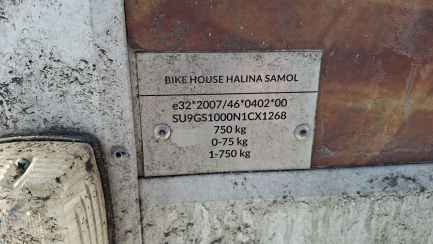 BIKE HOUSE HALINA SAMOL
e32*2007/46*0402*00
SU9GS1000N1CX1268
750 kg
0-75 kg
1-750 kg